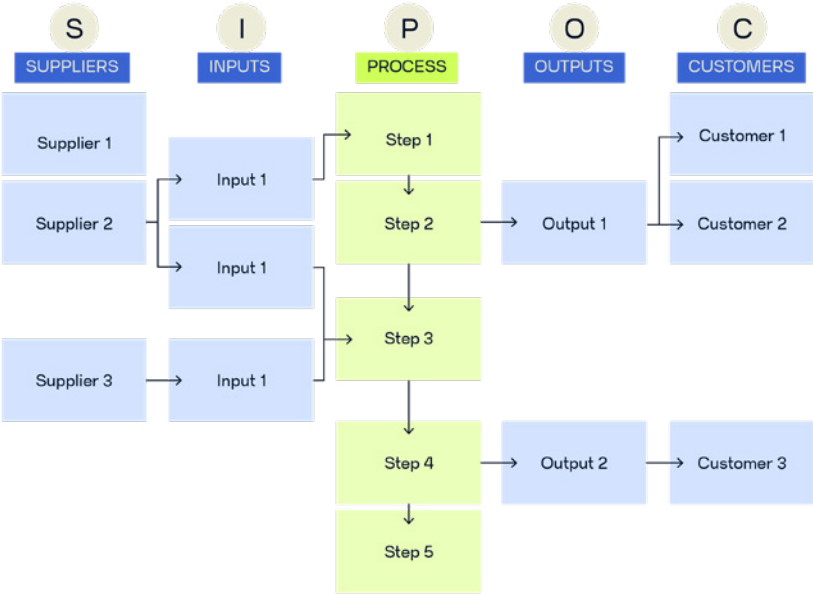 S I P O C
SUPPLIERS INPUTS PROCESS OUTPUTS CUSTOMERS
Supplier 1
Step 1
Customer 1
Input 1
Supplier 2
Step 2
Output 1
Customer 2
Input 1
Step 3
Supplier 3
Input 1
Step 4
Output 2
Customer 3
Step 5